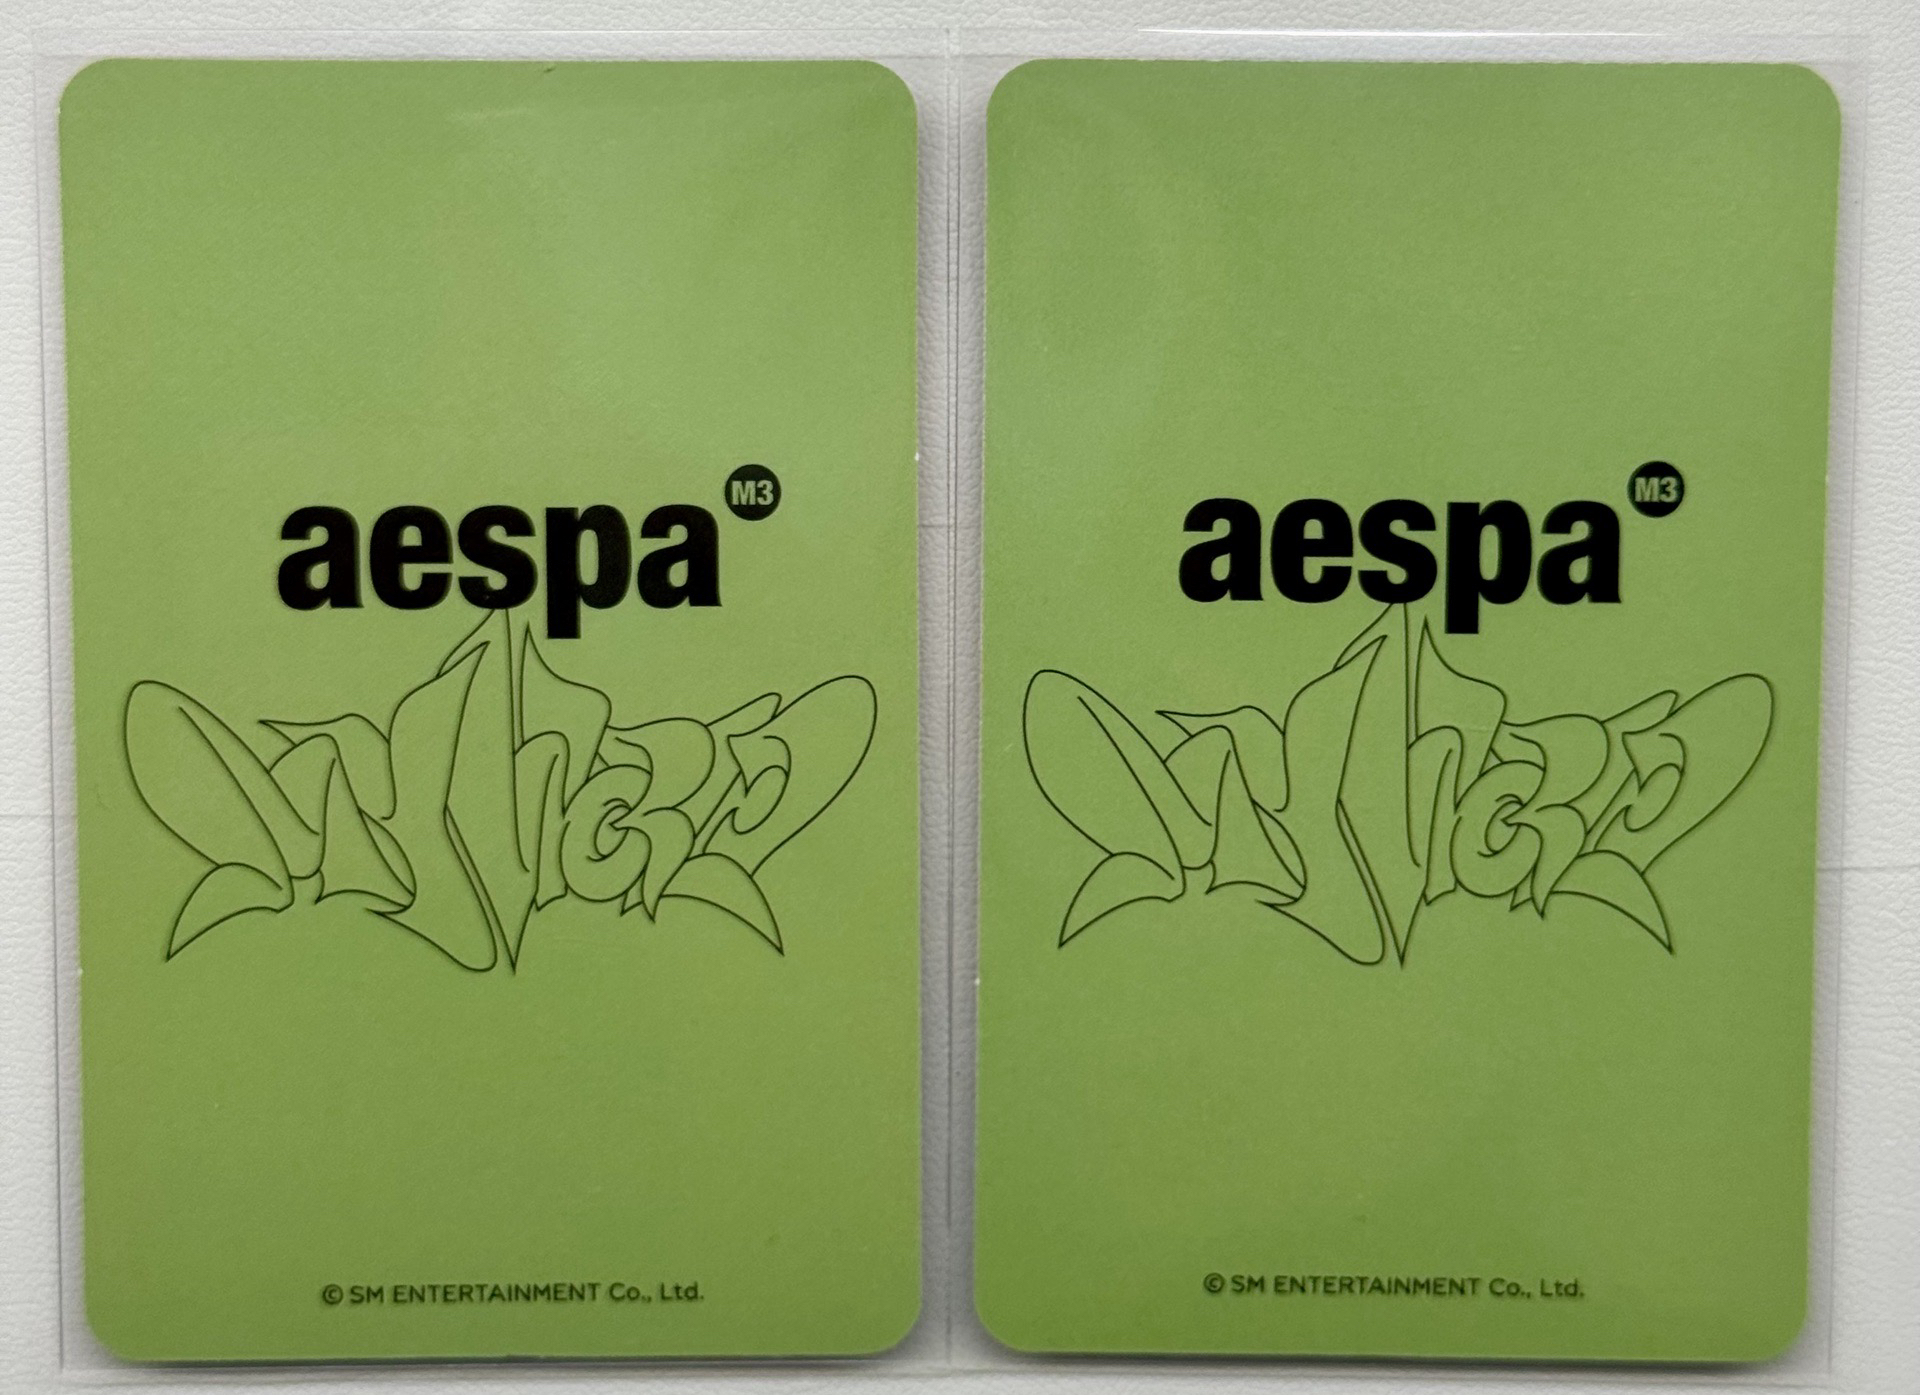 aespa M3
© SM ENTERTAINMENT Co., Ltd.
aespa M3
© SM ENTERTAINMENT Co., Ltd.